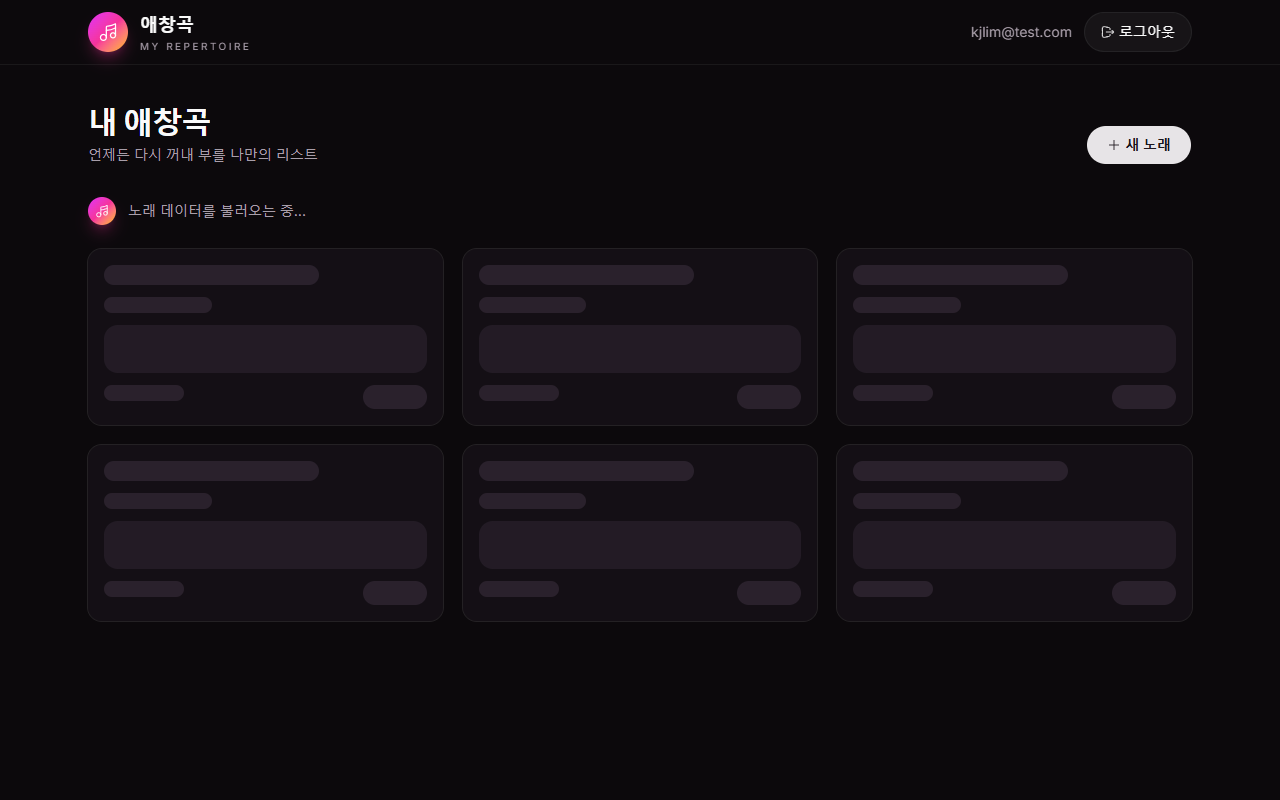 애창곡
MY REPERTOIRE
kjlim@test.com
로그아웃
내 애창곡
언제든 다시 꺼내 부를 나만의 리스트
새 노래
노래 데이터를 불러오는 중...